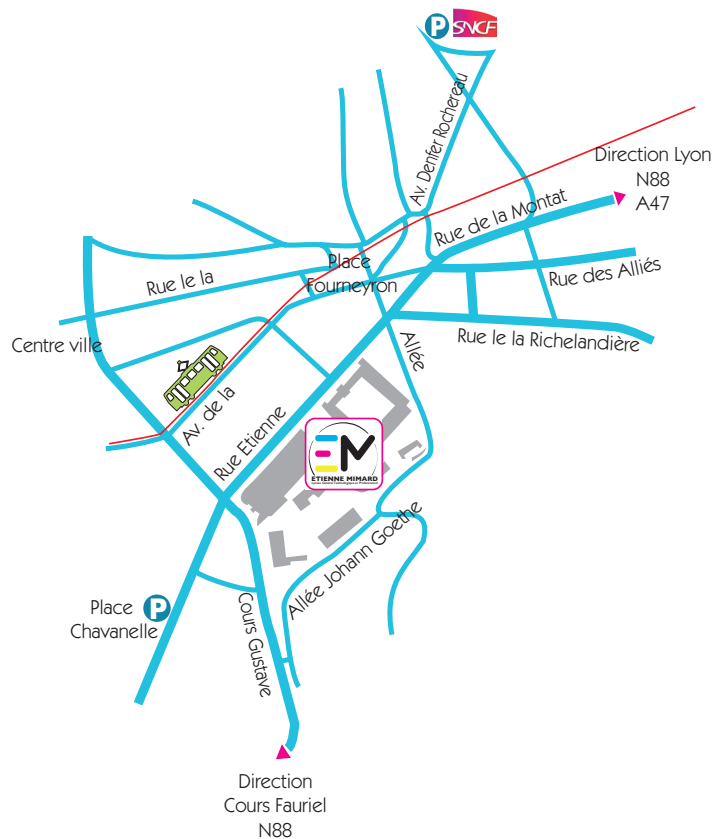 P SNCF
Av. Denfer Rochereau
Direction Lyon
N88
A47
Rue de la Montat
Place
Fourneyron
Rue le la
Rue des Alliés
Rue le la Richelandière
Centre ville
Allée
Av. de la
Rue Etienne
EM
ÉTIENNE MIMARD
Allée Johann Goethe
Place
Chavanelle
P
Cours Gustave
Direction
Cours Fauriel
N88